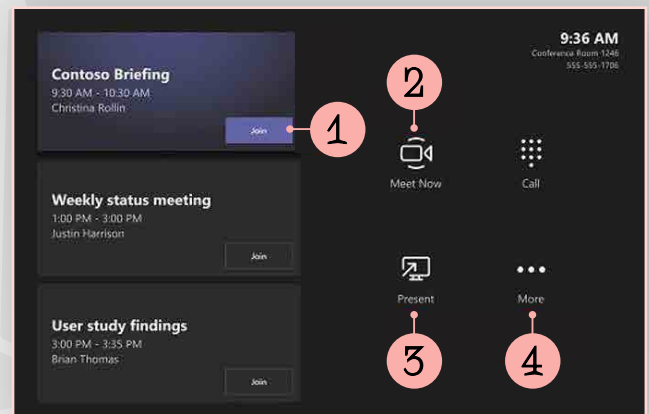 Contoso Briefing
9:30 AM - 10:30 AM
Christina Rollin
Join
Weekly status meeting
1:00 PM - 3:00 PM
Justin Harrison
Join
User study findings
3:00 PM - 3:35 PM
Brian Thomas
Join
9:36 AM
Conference Room 1246
555-555-1706
1
2
Meet Now
Call
Present
More
3
4